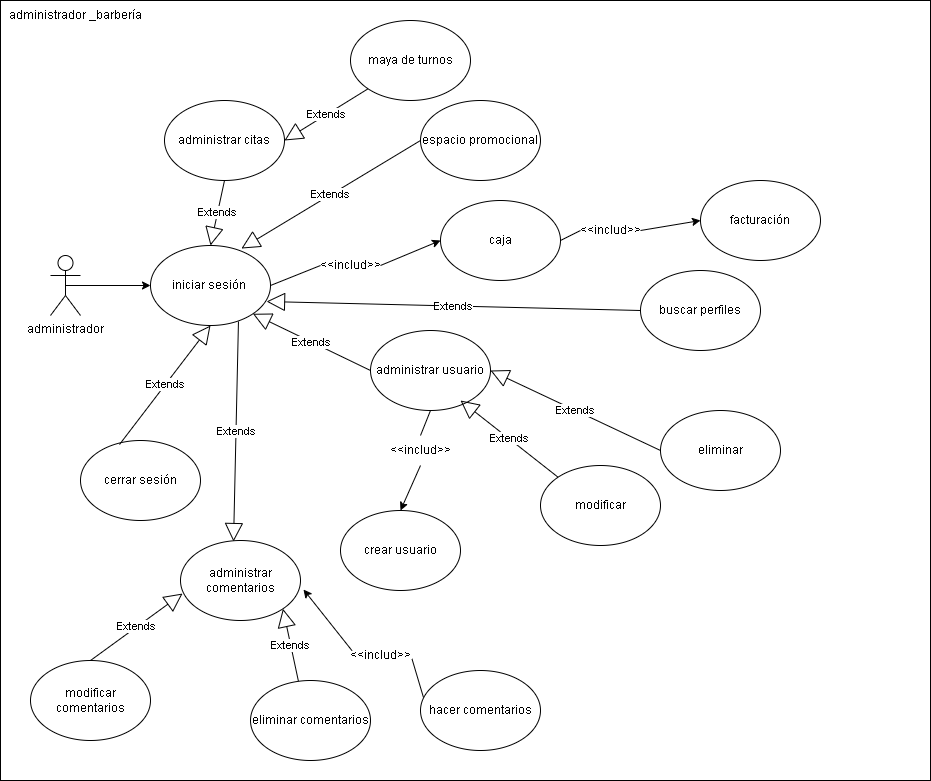 administrador _barbería
maya de turnos
Extends
administrar citas
espacio promocional
Extends
Extends
caja
<<includ>>
facturación
<<includ>>
iniciar sesión
administrador
Extends
buscar perfiles
Extends
administrar usuario
Extends
Extends
Extends
<<includ>>
eliminar
Extends
cerrar sesión
modificar
crear usuario
administrar
comentarios
Extends
Extends
<<includ>>
modificar
comentarios
eliminar comentarios
hacer comentarios